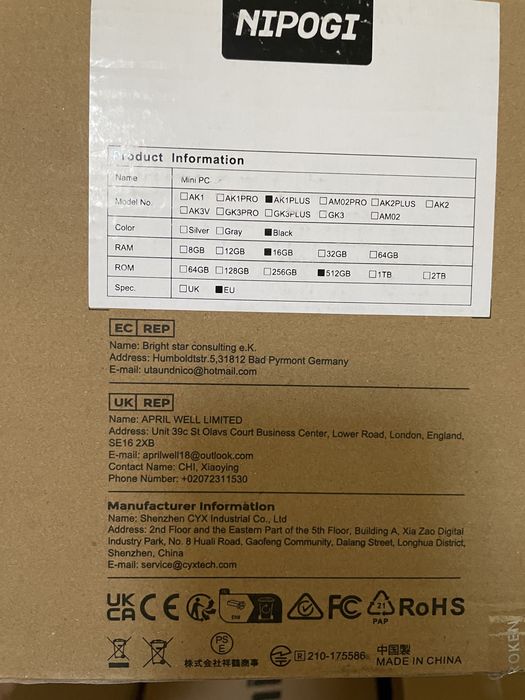 NIPOGI
Product Information
Name Mini PC
Model No. □AK1 □AK1PRO ■AK1PLUS □AM02PRO □AK2PLUS □AK2
□AK3V □GK3PRO □GK3PLUS □GK3 □AM02
Color □Silver □Gray ■Black
RAM □8GB □12GB ■16GB □32GB □64GB
ROM □64GB □128GB □256GB ■512GB □1TB □2TB
Spec. □UK ■EU
EC REP
Name: Bright star consulting e.K.
Address: Humboldtstr.5,31812 Bad Pyrmont Germany
E-mail: utaundnico@hotmail.com
UK REP
Name: APRIL WELL LIMITED
Address: Unit 39c St Olavs Court Business Center, Lower Road, London, England,
SE16 2XB
E-mail: aprilwell18@outlook.com
Contact Name: CHI, Xiaoying
Phone Number: +02072311530
Manufacturer Information
Name: Shenzhen CYX Industrial Co., Ltd
Address: 2nd Floor and the Eastern Part of the 5th Floor, Building A, Xia Zao Digital
Industry Park, No. 8 Huali Road, Gaofeng Community, Dalang Street, Longhua District,
Shenzhen, China
E-mail: service@cyxtech.com
UK CA CE FC 21 PAP RoHS
PS E
株式会社祥鶴商事
R 210-175586
中国製
MADE IN CHINA
ROKEN